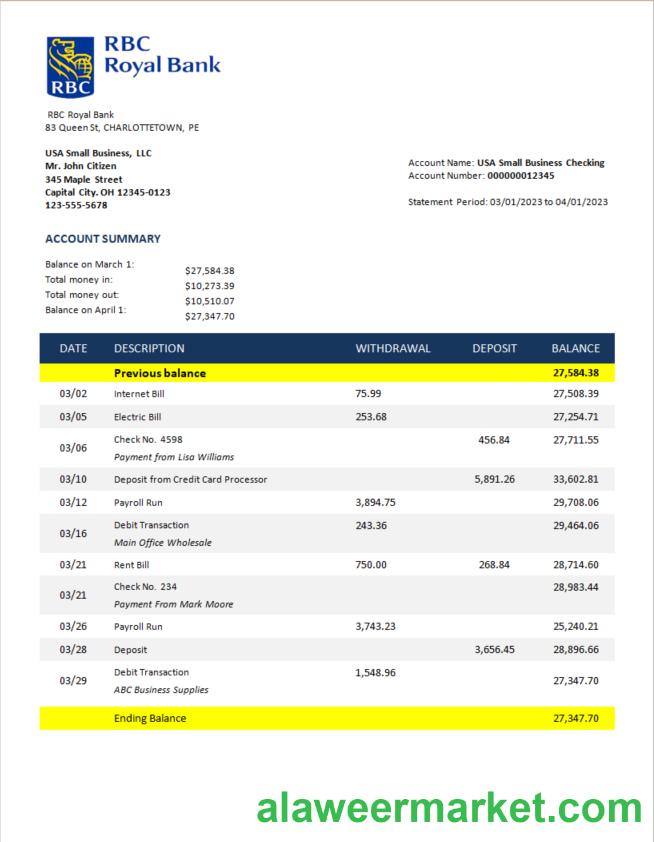 RBC
Royal Bank
RBC
RBC Royal Bank
83 Queen St, CHARLOTTETOWN, PE
USA Small Business, LLC
Mr. John Citizen
345 Maple Street
Capital City. OH 12345-0123
123-555-5678
Account Name: USA Small Business Checking
Account Number: 000000012345
Statement Period: 03/01/2023 to 04/01/2023
ACCOUNT SUMMARY
Balance on March 1: $27,584.38
Total money in: $10,273.39
Total money out: $10,510.07
Balance on April 1: $27,347.70
DATE DESCRIPTION WITHDRAWAL DEPOSIT BALANCE
Previous balance 27,584.38
03/02 Internet Bill 75.99 27,508.39
03/05 Electric Bill 253.68 27,254.71
03/06 Check No. 4598 456.84 27,711.55
Payment from Lisa Williams
03/10 Deposit from Credit Card Processor 5,891.26 33,602.81
03/12 Payroll Run 3,894.75 29,708.06
03/16 Debit Transaction 243.36 29,464.06
Main Office Wholesale
03/21 Rent Bill 750.00 268.84 28,714.60
03/21 Check No. 234 28,983.44
Payment From Mark Moore
03/26 Payroll Run 3,743.23 25,240.21
03/28 Deposit 3,656.45 28,896.66
03/29 Debit Transaction 1,548.96 27,347.70
ABC Business Supplies
Ending Balance 27,347.70
alaweermarket.com